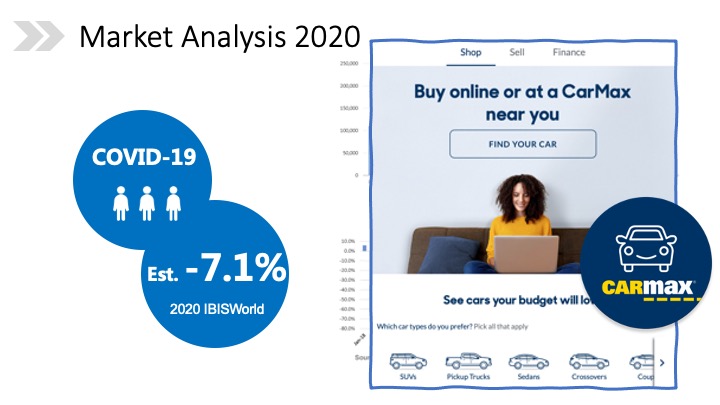 Market Analysis 2020
COVID-19
Est. -7.1%
2020 IBISWorld
250,000
200,000
150,000
100,000
50,000
0
10.0%
0.0%
-10.0%
-20.0%
-30.0%
-40.0%
-50.0%
-60.0%
-70.0%
-80.0%
Jan-18
Sour
Shop Sell Finance
Buy online or at a CarMax
near you
FIND YOUR CAR
CARMAX
See cars your budget will lo
Which car types do you prefer? Pick all that apply
SUVs Pickup Trucks Sedans Crossovers Coup